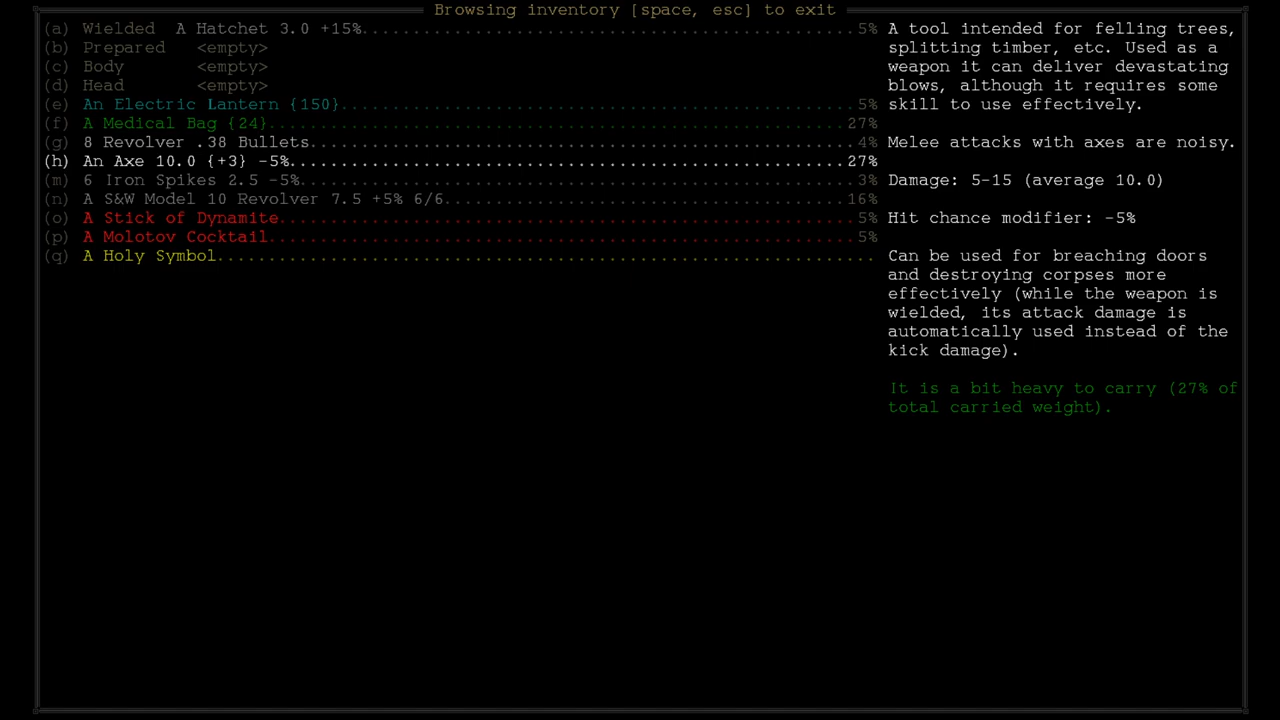 Browsing inventory [space, esc] to exit
(a) Wielded A Hatchet 3.0 +15%..................................................5%
(b) Prepared <empty>
(c) Body <empty>
(d) Head <empty>
(e) An Electric Lantern {150}..................................................5%
(f) A Medical Bag {24}........................................................27%
(g) 8 Revolver .38 Bullets.....................................................4%
(h) An Axe 10.0 {+3} -5%......................................................27%
(m) 6 Iron Spikes 2.5 -5%......................................................3%
(n) A S&W Model 10 Revolver 7.5 +5% 6/6.......................................16%
(o) A Stick of Dynamite........................................................5%
(p) A Molotov Cocktail.........................................................5%
(q) A Holy Symbol................................................................
A tool intended for felling trees,
splitting timber, etc. Used as a
weapon it can deliver devastating
blows, although it requires some
skill to use effectively.
Melee attacks with axes are noisy.
Damage: 5-15 (average 10.0)
Hit chance modifier: -5%
Can be used for breaching doors
and destroying corpses more
effectively (while the weapon is
wielded, its attack damage is
automatically used instead of the
kick damage).
It is a bit heavy to carry (27% of
total carried weight).